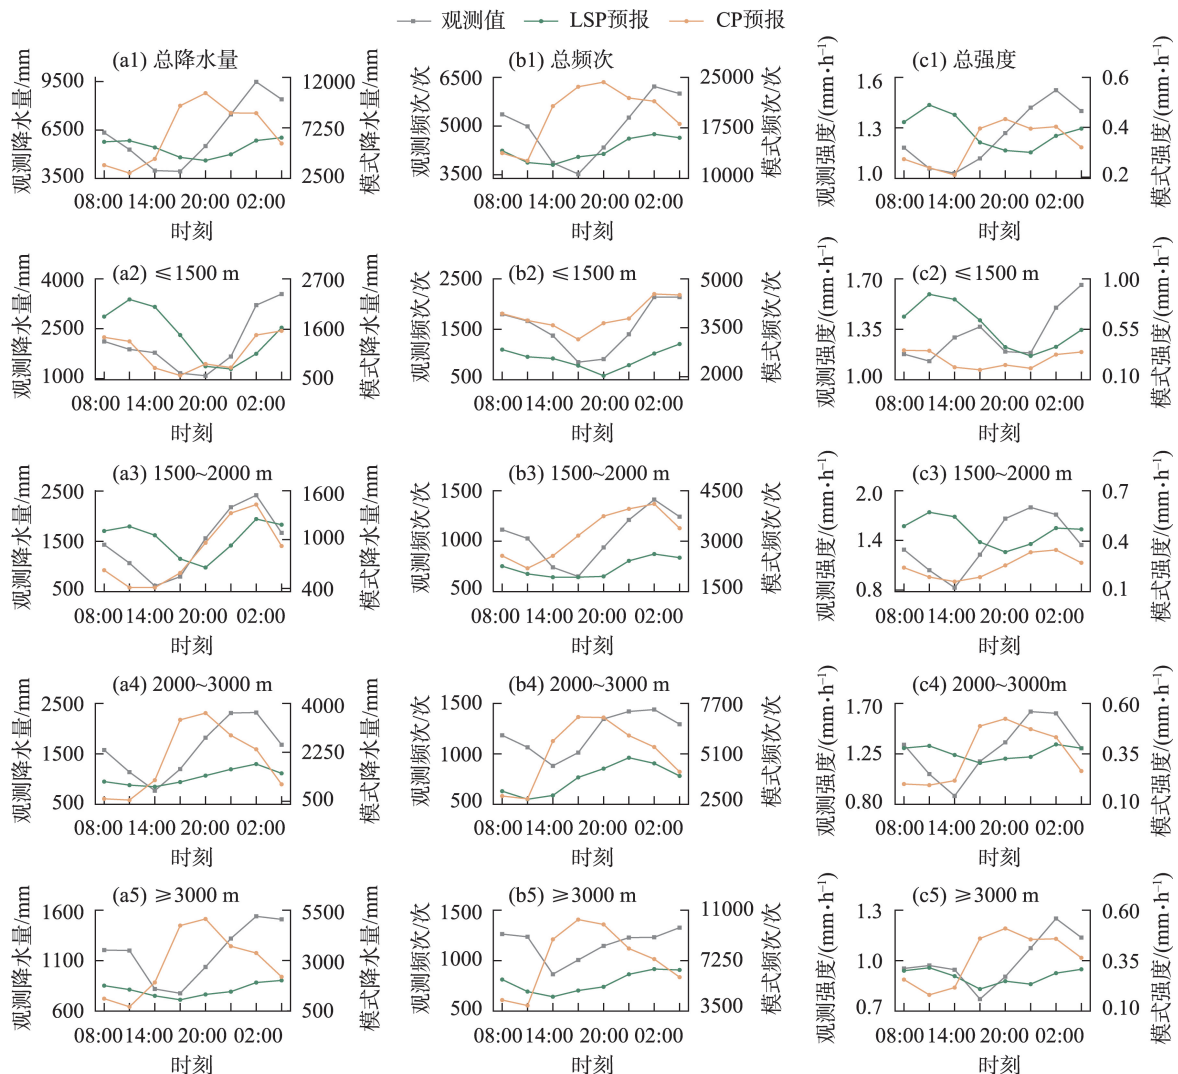 观测值 LSP预报 CP预报
(a1) 总降水量
观测降水量/mm
9500
6500
3500
12000
7250
2500
模式降水量/mm
08:00 14:00 20:00 02:00
时刻
(b1) 总频次
观测频次/次
6500
5000
3500
25000
17500
10000
模式频次/次
08:00 14:00 20:00 02:00
时刻
(c1) 总强度
观测强度/(mm•h⁻¹)
1.6
1.3
1.0
0.6
0.4
0.2
模式强度/(mm•h⁻¹)
08:00 14:00 20:00 02:00
时刻
(a2) ≤1500 m
观测降水量/mm
4000
2500
1000
2700
1600
500
模式降水量/mm
08:00 14:00 20:00 02:00
时刻
(b2) ≤1500 m
观测频次/次
2500
1500
500
5000
3500
2000
模式频次/次
08:00 14:00 20:00 02:00
时刻
(c2) ≤1500 m
观测强度/(mm•h⁻¹)
1.70
1.35
1.00
1.00
0.55
0.10
模式强度/(mm•h⁻¹)
08:00 14:00 20:00 02:00
时刻
(a3) 1500~2000 m
观测降水量/mm
2500
1500
500
1600
1000
400
模式降水量/mm
08:00 14:00 20:00 02:00
时刻
(b3) 1500~2000 m
观测频次/次
1500
1000
500
4500
3000
1500
模式频次/次
08:00 14:00 20:00 02:00
时刻
(c3) 1500~2000 m
观测强度/(mm•h⁻¹)
2.0
1.4
0.8
0.7
0.4
0.1
模式强度/(mm•h⁻¹)
08:00 14:00 20:00 02:00
时刻
(a4) 2000~3000 m
观测降水量/mm
2500
1500
500
4000
2250
500
模式降水量/mm
08:00 14:00 20:00 02:00
时刻
(b4) 2000~3000 m
观测频次/次
1500
1000
500
7700
5100
2500
模式频次/次
08:00 14:00 20:00 02:00
时刻
(c4) 2000~3000m
观测强度/(mm•h⁻¹)
1.70
1.25
0.80
0.60
0.35
0.10
模式强度/(mm•h⁻¹)
08:00 14:00 20:00 02:00
时刻
(a5) ≥3000 m
观测降水量/mm
1600
1100
600
5500
3000
500
模式降水量/mm
08:00 14:00 20:00 02:00
时刻
(b5) ≥3000 m
观测频次/次
1500
1000
500
11000
7250
3500
模式频次/次
08:00 14:00 20:00 02:00
时刻
(c5) ≥3000 m
观测强度/(mm•h⁻¹)
1.3
1.0
0.7
0.60
0.35
0.10
模式强度/(mm•h⁻¹)
08:00 14:00 20:00 02:00
时刻